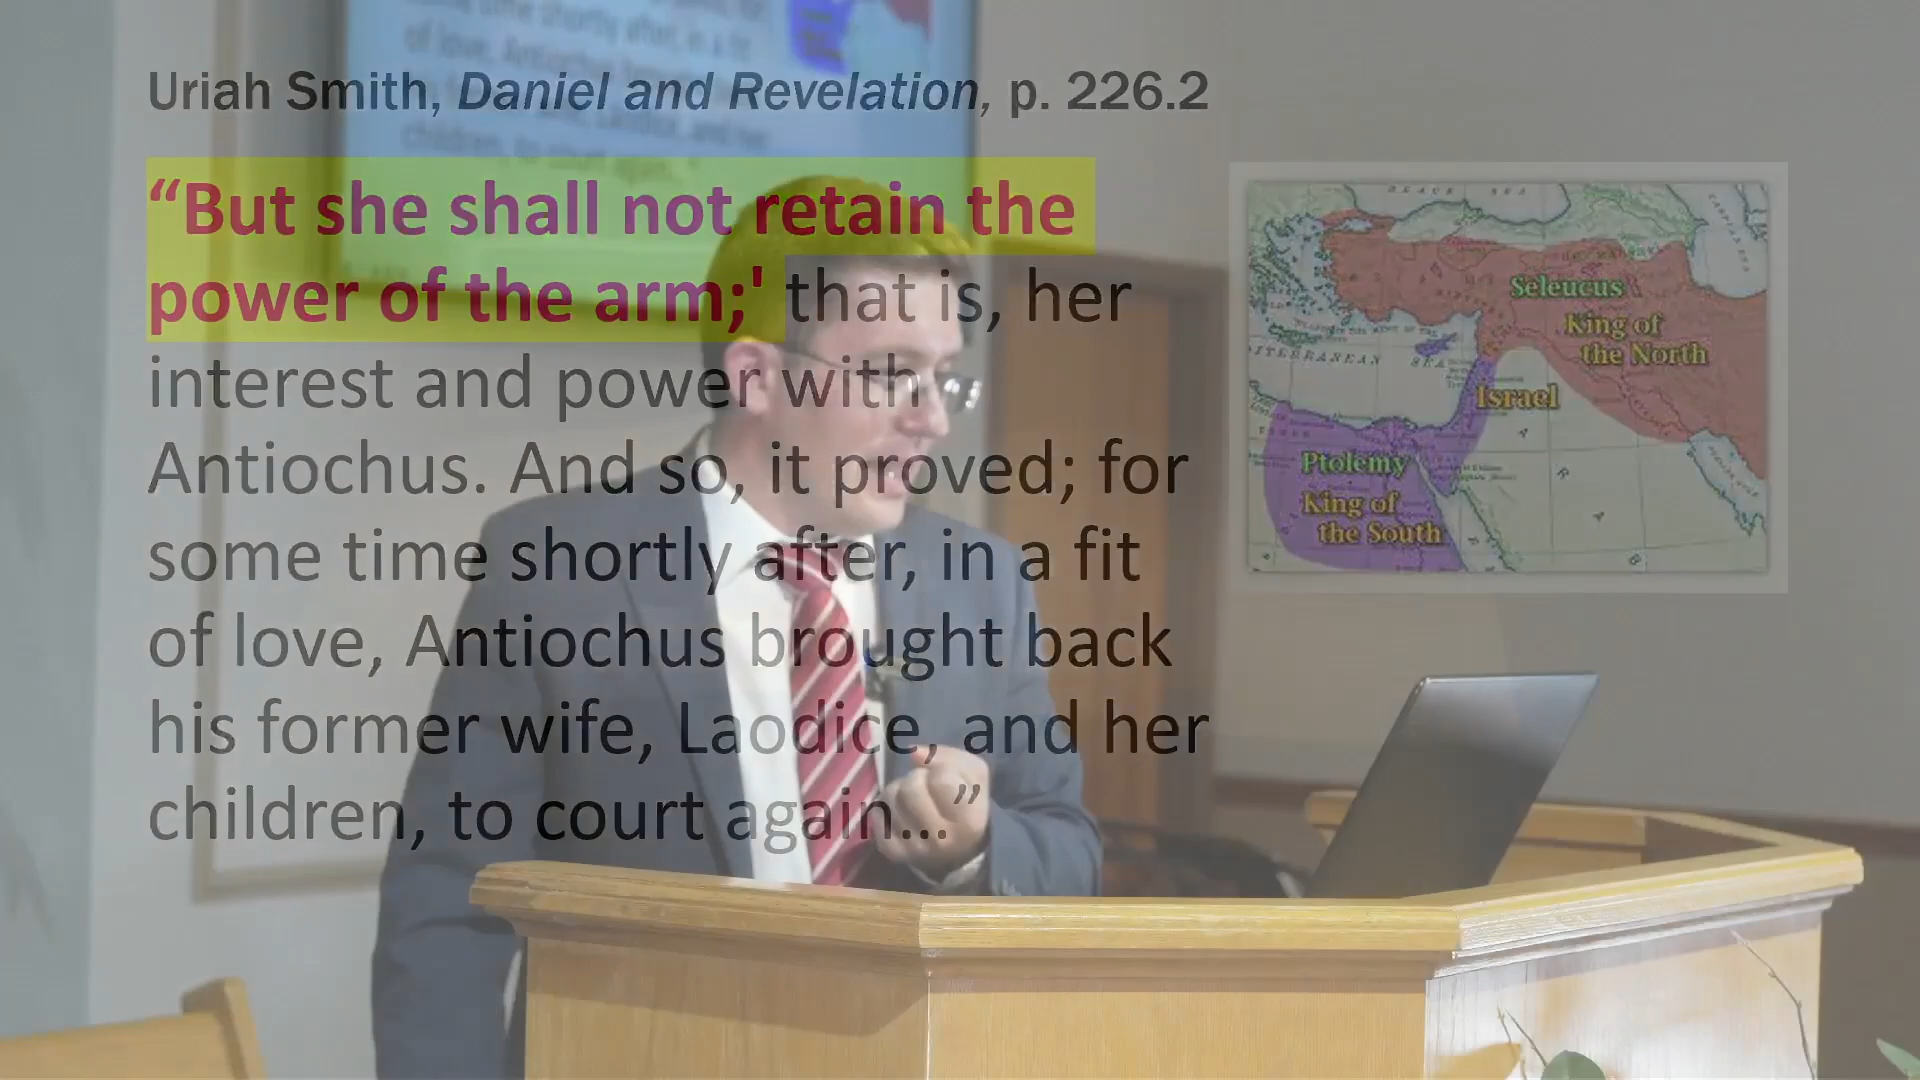 Uriah Smith, Daniel and Revelation, p. 226.2
“But she shall not retain the
power of the arm;' that is, her
interest and power with
Antiochus. And so, it proved; for
some time shortly after, in a fit
of love, Antiochus brought back
his former wife, Laodice, and her
children, to court again…”
Seleucus
King of
the North
Israel
Ptolemy
King of
the South